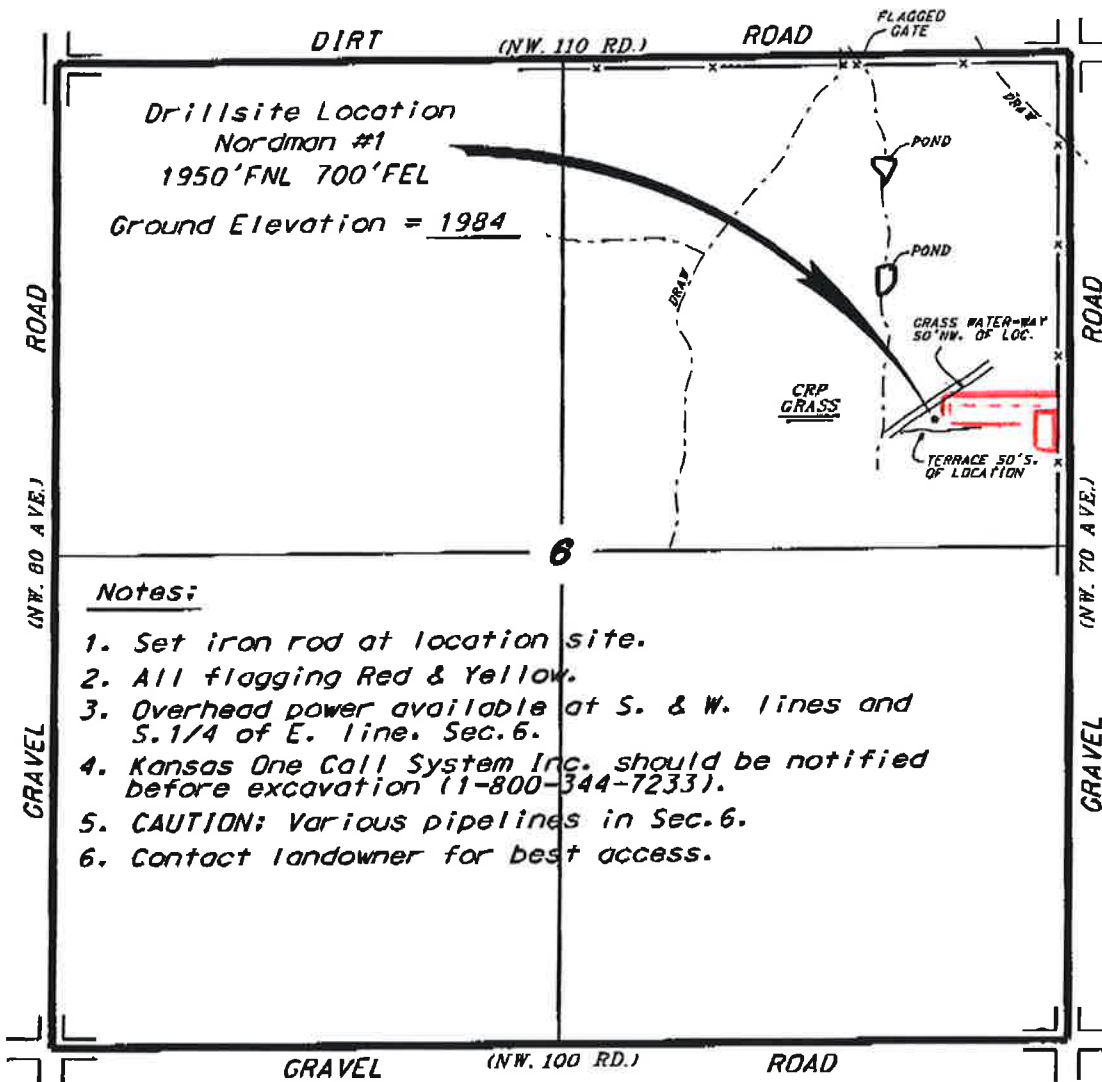 FLAGGED
GATE
DIRT (NW. 110 RD.) ROAD
DRAW
Drillsite Location
Nordman #1
1950'FNL 700'FEL
Ground Elevation = 1984
POND
POND
DRAW
GRASS WATER-WAY
50'NW. OF LOC.
CRP
GRASS
TERRACE 50'S.
OF LOCATION
ROAD
(NW. 80 AVE.)
GRAVEL
ROAD
(NW. 70 AVE.)
GRAVEL
6
Notes:
1. Set iron rod at location site.
2. All flagging Red & Yellow.
3. Overhead power available at S. & W. lines and
S.1/4 of E. line. Sec.6.
4. Kansas One Call System Inc. should be notified
before excavation (1-800-344-7233).
5. CAUTION: Various pipelines in Sec.6.
6. Contact landowner for best access.
GRAVEL (NW. 100 RD.) ROAD